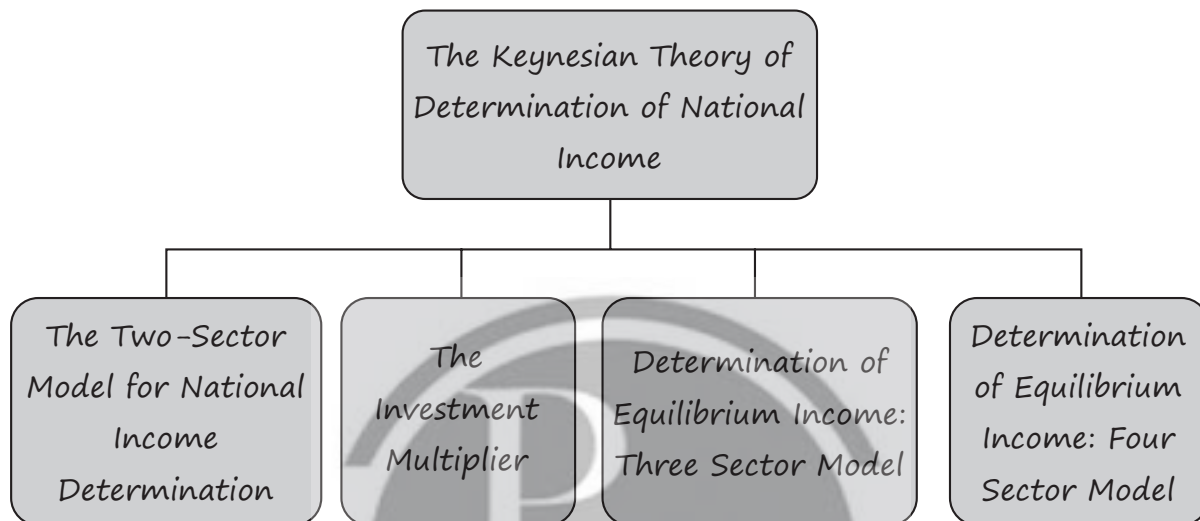 The Keynesian Theory of
Determination of National
Income
The Two-Sector
Model for National
Income
Determination
The
Investment
Multiplier
Determination of
Equilibrium Income:
Three Sector Model
Determination
of Equilibrium
Income: Four
Sector Model
P